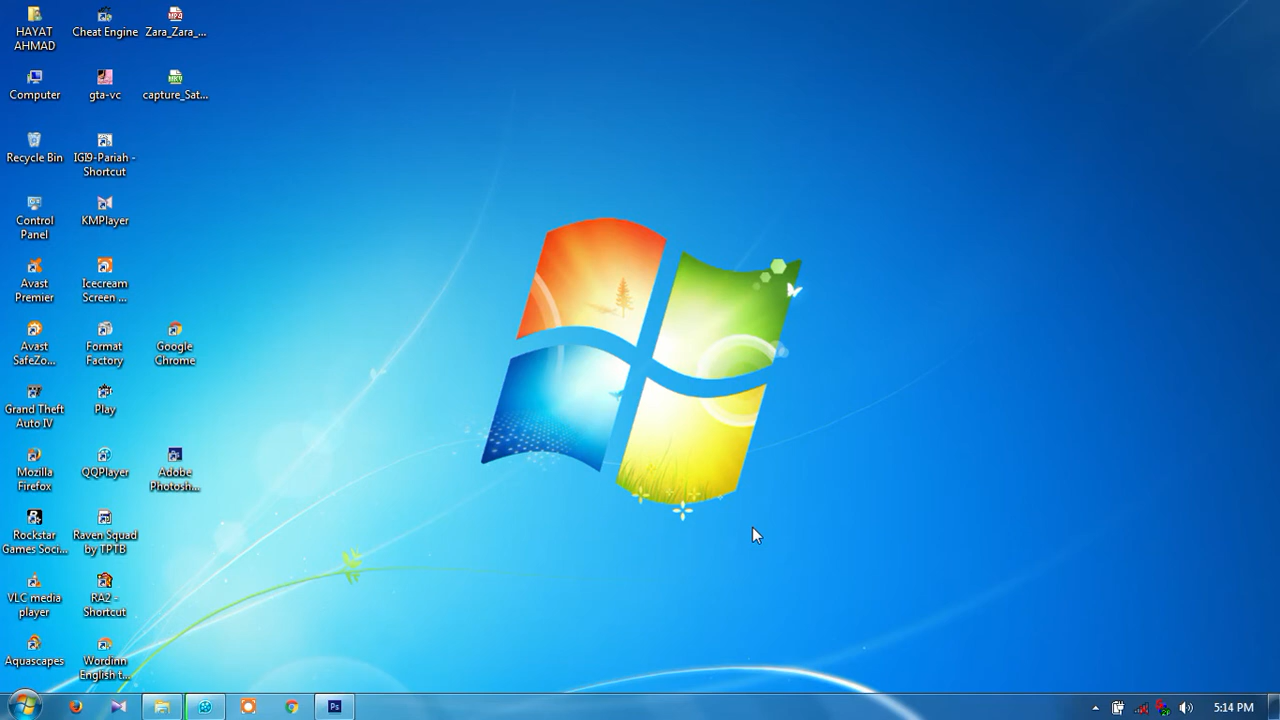 HAYAT
AHMAD
Cheat Engine
Zara_Zara_...
Computer
gta-vc
capture_Sat...
Recycle Bin
IGI9-Pariah -
Shortcut
Control
Panel
KMPlayer
Avast
Premier
Icecream
Screen ...
Avast
SafeZo...
Format
Factory
Google
Chrome
Grand Theft
Auto IV
Play
Mozilla
Firefox
QQPlayer
Adobe
Photosh...
Rockstar
Games Soci...
Raven Squad
by TPTB
VLC media
player
RA2 -
Shortcut
Aquascapes
Wordinn
English t...
Ps
5:14 PM